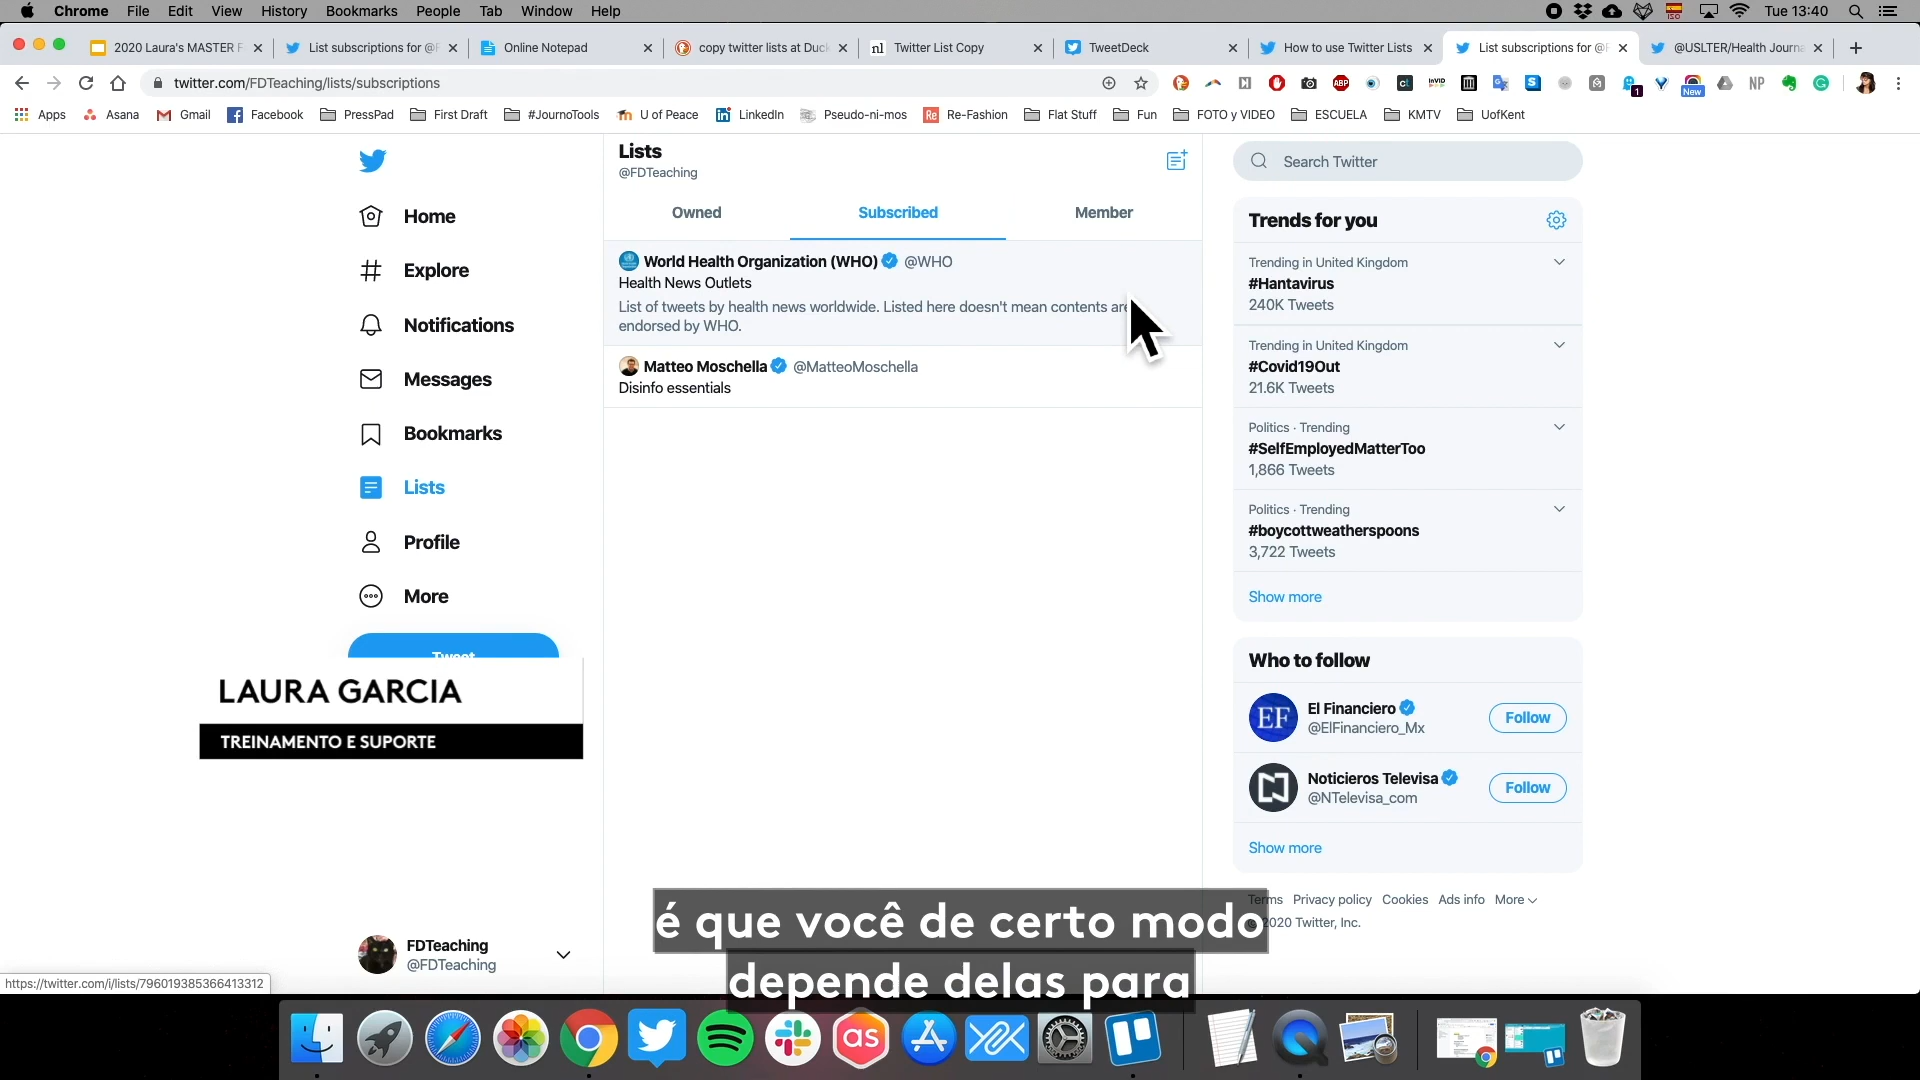 Chrome File Edit View History Bookmarks People Tab Window Help
Tue 13:40
2020 Laura's MASTER F
List subscriptions for @F
Online Notepad
copy twitter lists at Duck
Twitter List Copy
TweetDeck
How to use Twitter Lists
List subscriptions for @F
@USLTER/Health Journa
twitter.com/FDTeaching/lists/subscriptions
Apps Asana Gmail Facebook PressPad First Draft #JournoTools U of Peace LinkedIn Pseudo-ni-mos Re-Fashion Flat Stuff Fun FOTO y VIDEO ESCUELA KMTV UofKent
Home
Explore
Notifications
Messages
Bookmarks
Lists
Profile
More
Tweet
LAURA GARCIA
TREINAMENTO E SUPORTE
FDTeaching
@FDTeaching
https://twitter.com/i/lists/796019385366413312
Lists
@FDTeaching
Owned Subscribed Member
World Health Organization (WHO) @WHO
Health News Outlets
List of tweets by health news worldwide. Listed here doesn't mean contents are
endorsed by WHO.
Matteo Moschella @MatteoMoschella
Disinfo essentials
Search Twitter
Trends for you
Trending in United Kingdom
#Hantavirus
240K Tweets
Trending in United Kingdom
#Covid19Out
21.6K Tweets
Politics · Trending
#SelfEmployedMatterToo
1,866 Tweets
Politics · Trending
#boycottweatherspoons
3,722 Tweets
Show more
Who to follow
El Financiero
@ElFinanciero_Mx
Follow
Noticieros Televisa
@NTelevisa_com
Follow
Show more
Terms Privacy policy Cookies Ads info More
2020 Twitter, Inc.
é que você de certo modo
depende delas para